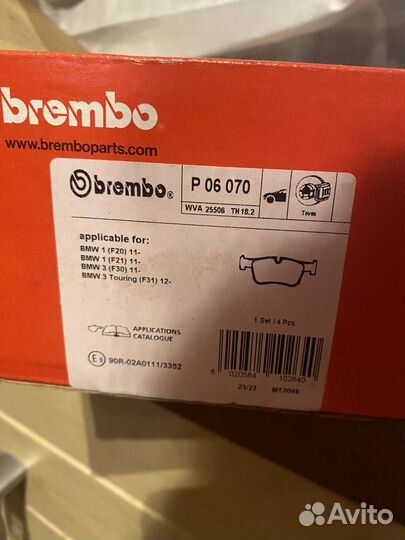 brembo
www.bremboparts.com
brembo®
P 06 070
WVA 25506 TH 18.2
Teves
applicable for:
BMW 1 (F20) 11-
BMW 1 (F21) 11-
BMW 3 (F30) 11-
BMW 3 Touring (F31) 12-
1 Set / 4 Pcs.
APPLICATIONS
CATALOGUE
90R-02A0111/3352
8 020584 102640
23/22 MT2048
Avito